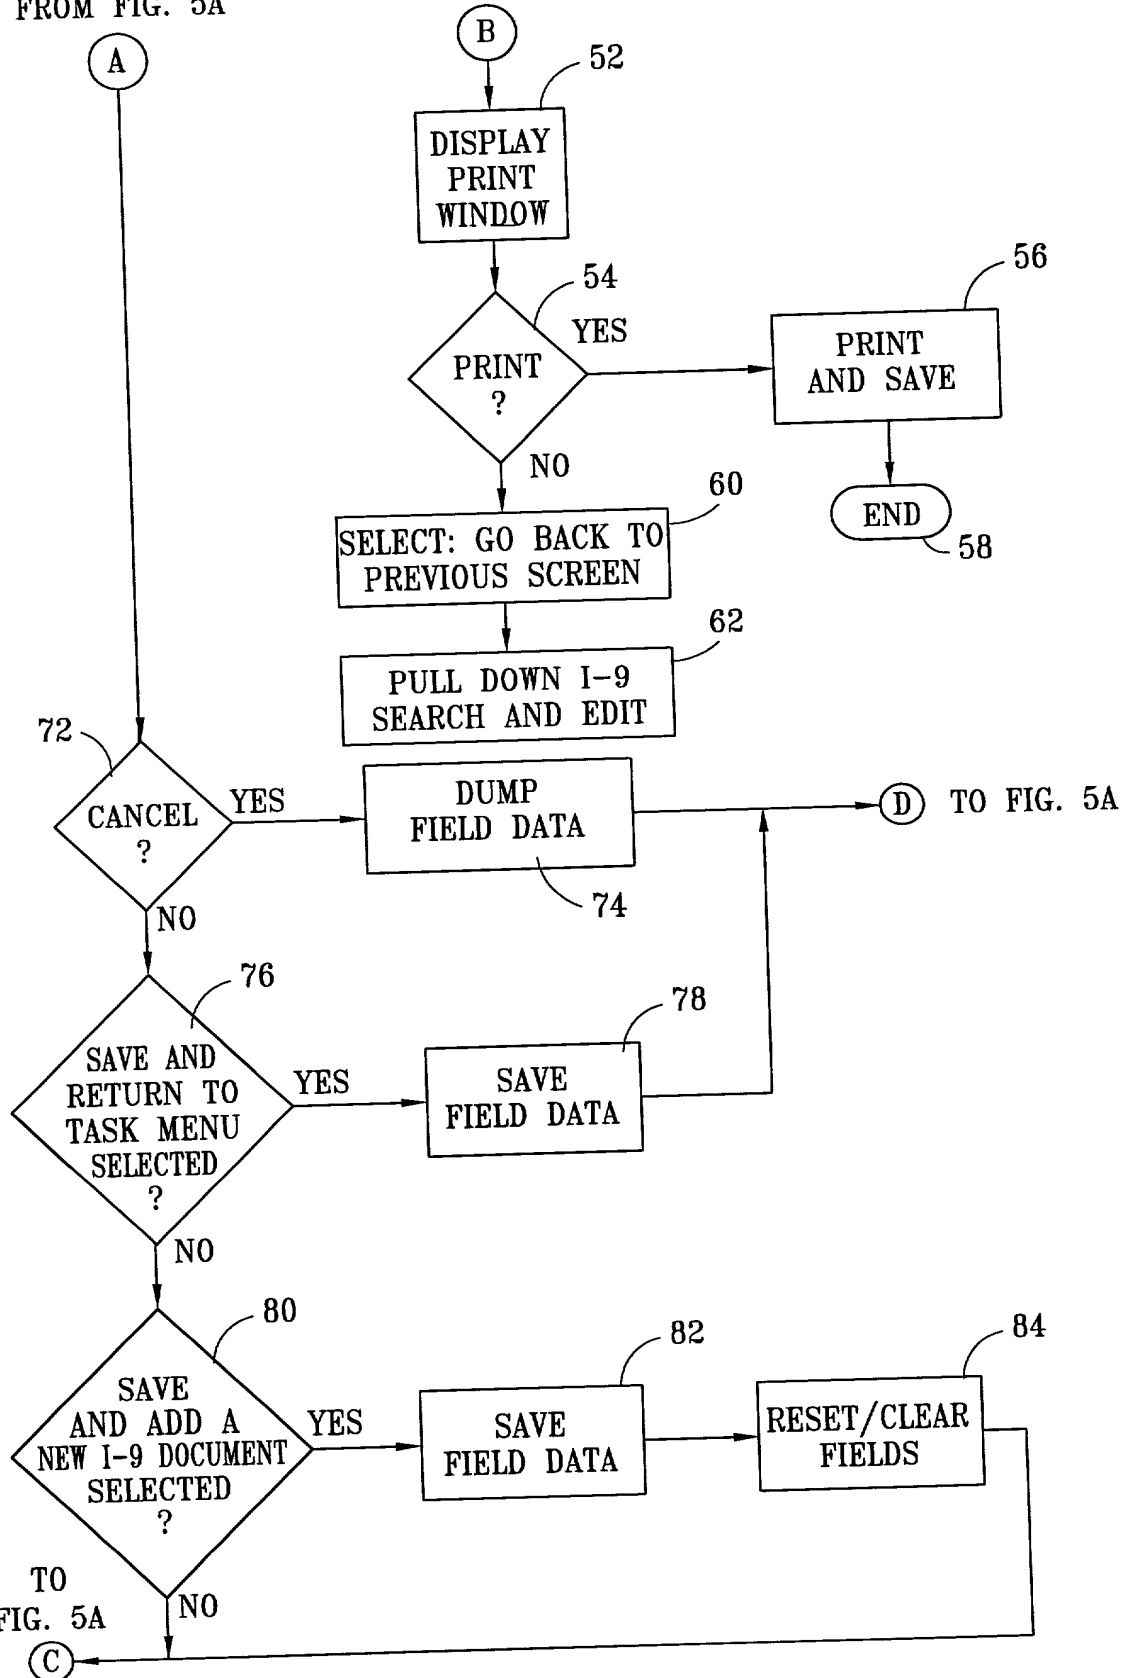 FROM FIG. 5A
A
B
52
DISPLAY
PRINT
WINDOW
54
PRINT
?
YES
56
PRINT
AND SAVE
NO
END
58
60
SELECT: GO BACK TO
PREVIOUS SCREEN
62
PULL DOWN I-9
SEARCH AND EDIT
72
CANCEL
?
YES
DUMP
FIELD DATA
74
D TO FIG. 5A
NO
76
SAVE AND
RETURN TO
TASK MENU
SELECTED
?
YES
78
SAVE
FIELD DATA
NO
80
SAVE
AND ADD A
NEW I-9 DOCUMENT
SELECTED
?
YES
82
SAVE
FIELD DATA
84
RESET/CLEAR
FIELDS
NO
TO
FIG. 5A
C